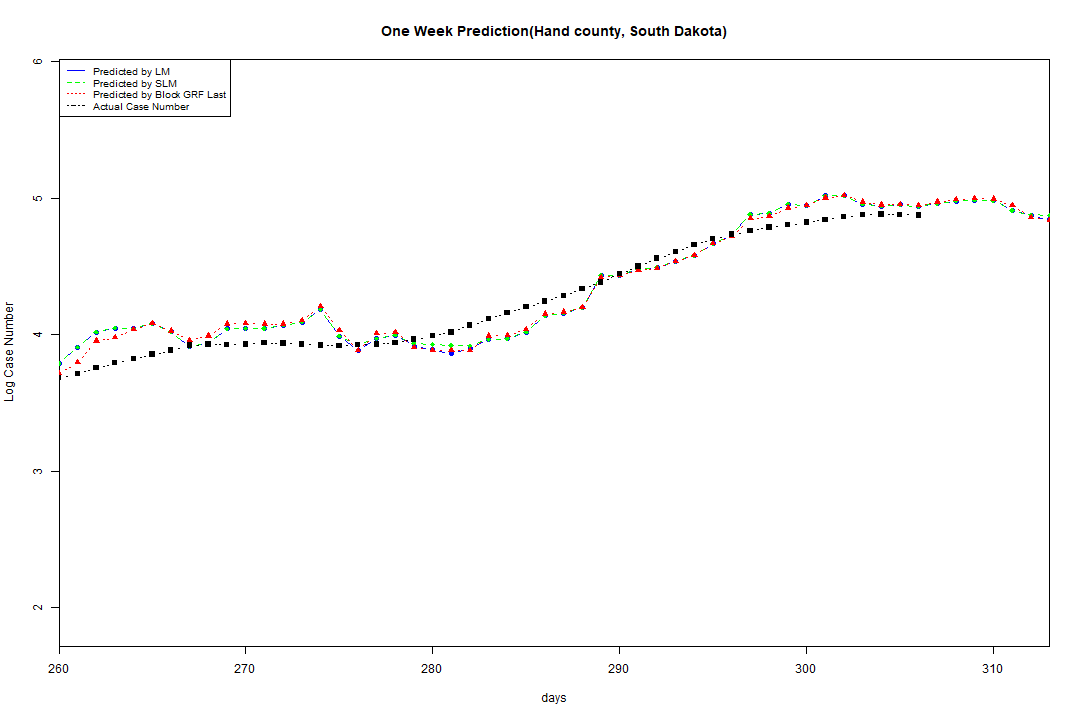 One Week Prediction(Hand county, South Dakota)
Predicted by LM
Predicted by SLM
Predicted by Block GRF Last
Actual Case Number
6
5
4
3
2
Log Case Number
260 270 280 290 300 310
days